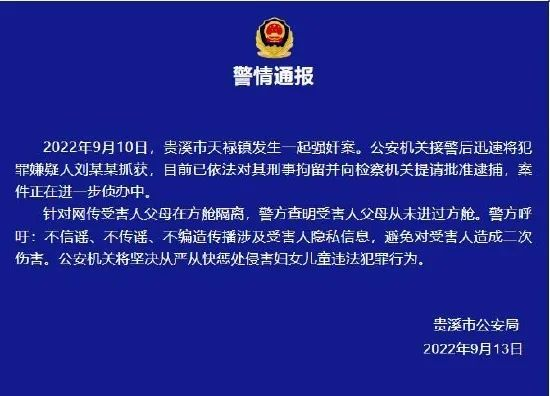 警情通报
2022年9月10日，贵溪市天禄镇发生一起强奸案。公安机关接警后迅速将犯
罪嫌疑人刘某某抓获，目前已依法对其刑事拘留并向检察机关提请批准逮捕，案
件正在进一步侦办中。
针对网传受害人父母在方舱隔离，警方查明受害人父母从未进过方舱。警方呼
吁：不信谣、不传谣、不编造传播涉及受害人隐私信息，避免对受害人造成二次
伤害。公安机关将坚决从严从快惩处侵害妇女儿童违法犯罪行为。
贵溪市公安局
2022年9月13日